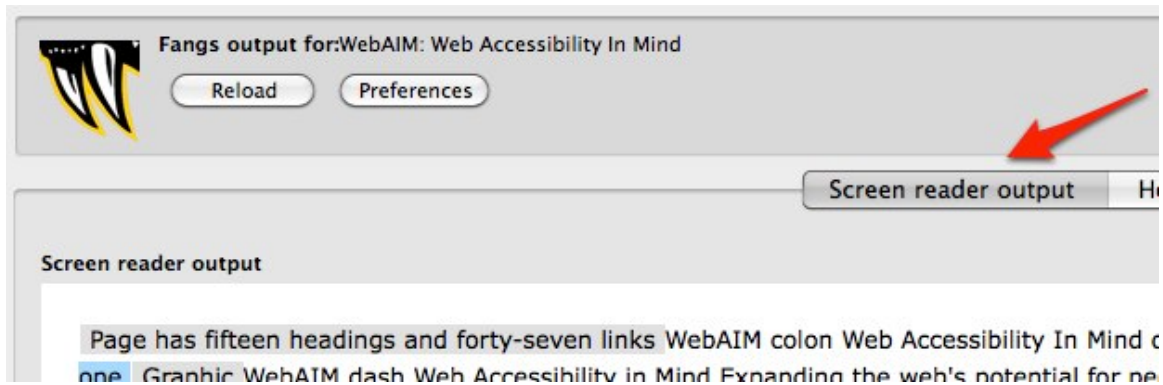 Fangs output for:WebAIM: Web Accessibility In Mind
Reload Preferences
Screen reader output
Screen reader output
Page has fifteen headings and forty-seven links WebAIM colon Web Accessibility In Mind
one Graphic WebAIM dash Web Accessibility in Mind Expanding the web's potential for